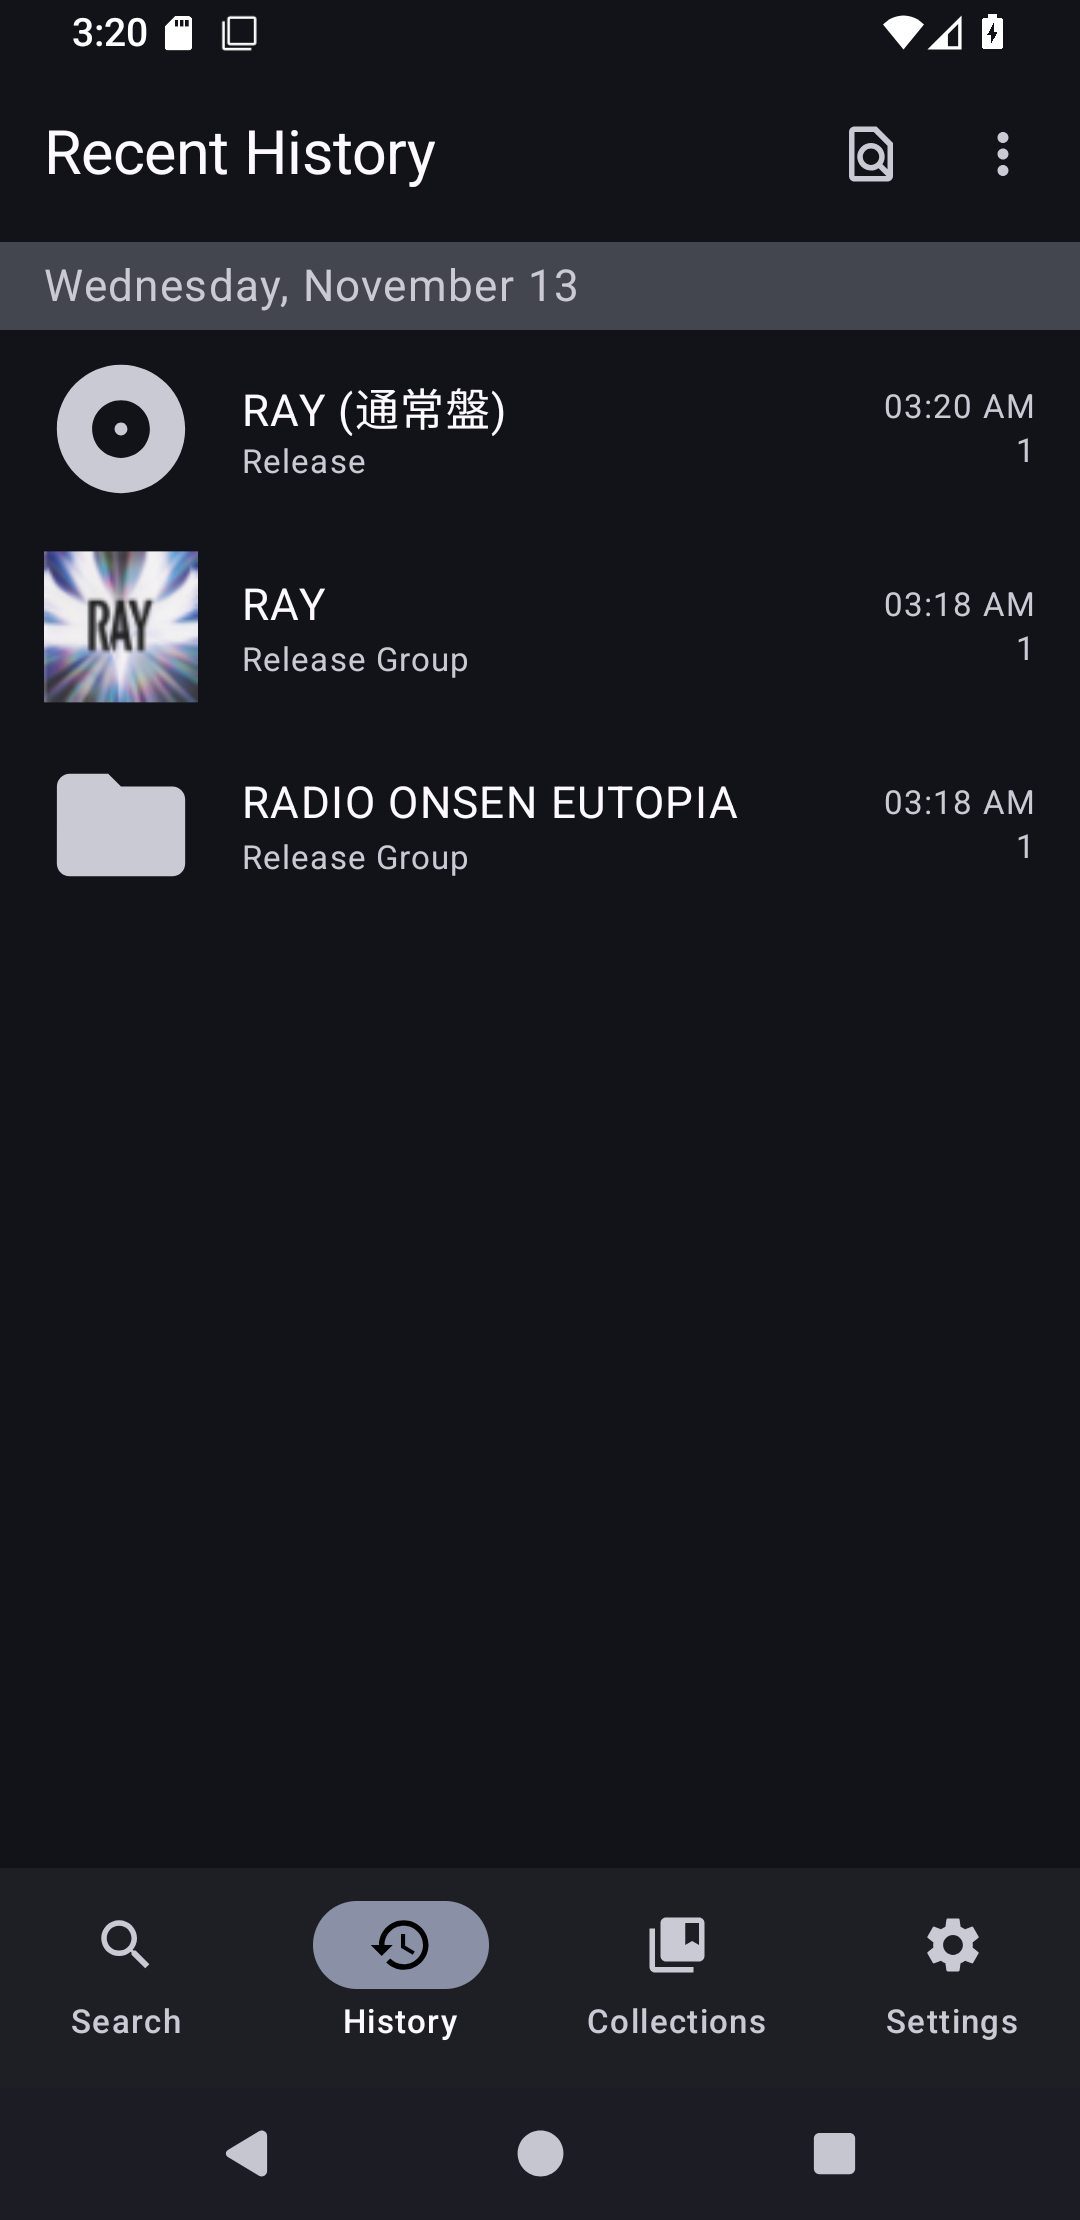 3:20
Recent History
Wednesday, November 13
RAY (通常盤)
Release
03:20 AM
1
RAY
RAY
Release Group
03:18 AM
1
RADIO ONSEN EUTOPIA
Release Group
03:18 AM
1
Search
History
Collections
Settings